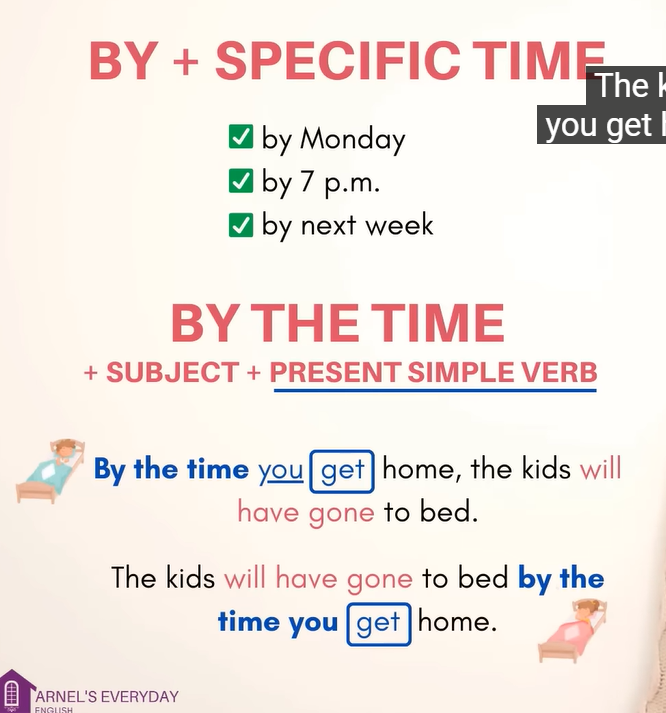 BY + SPECIFIC TIME
The
you get
by Monday
by 7 p.m.
by next week
BY THE TIME
+ SUBJECT + PRESENT SIMPLE VERB
By the time you get home, the kids will
have gone to bed.
The kids will have gone to bed by the
time you get home.
ARNEL'S EVERYDAY
ENGLISH